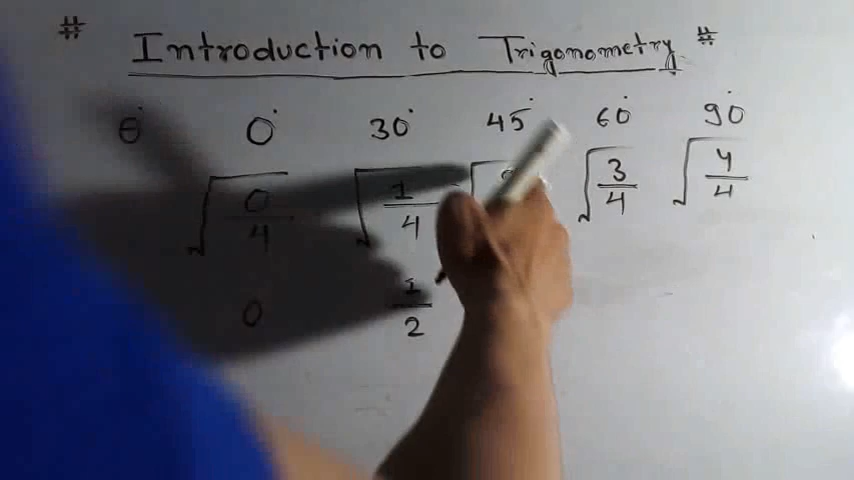 # Introduction to Trigonometry #
θ° 0° 30° 45° 60° 90°
√0/4 √1/4 √ √3/4 √4/4
0 1/2